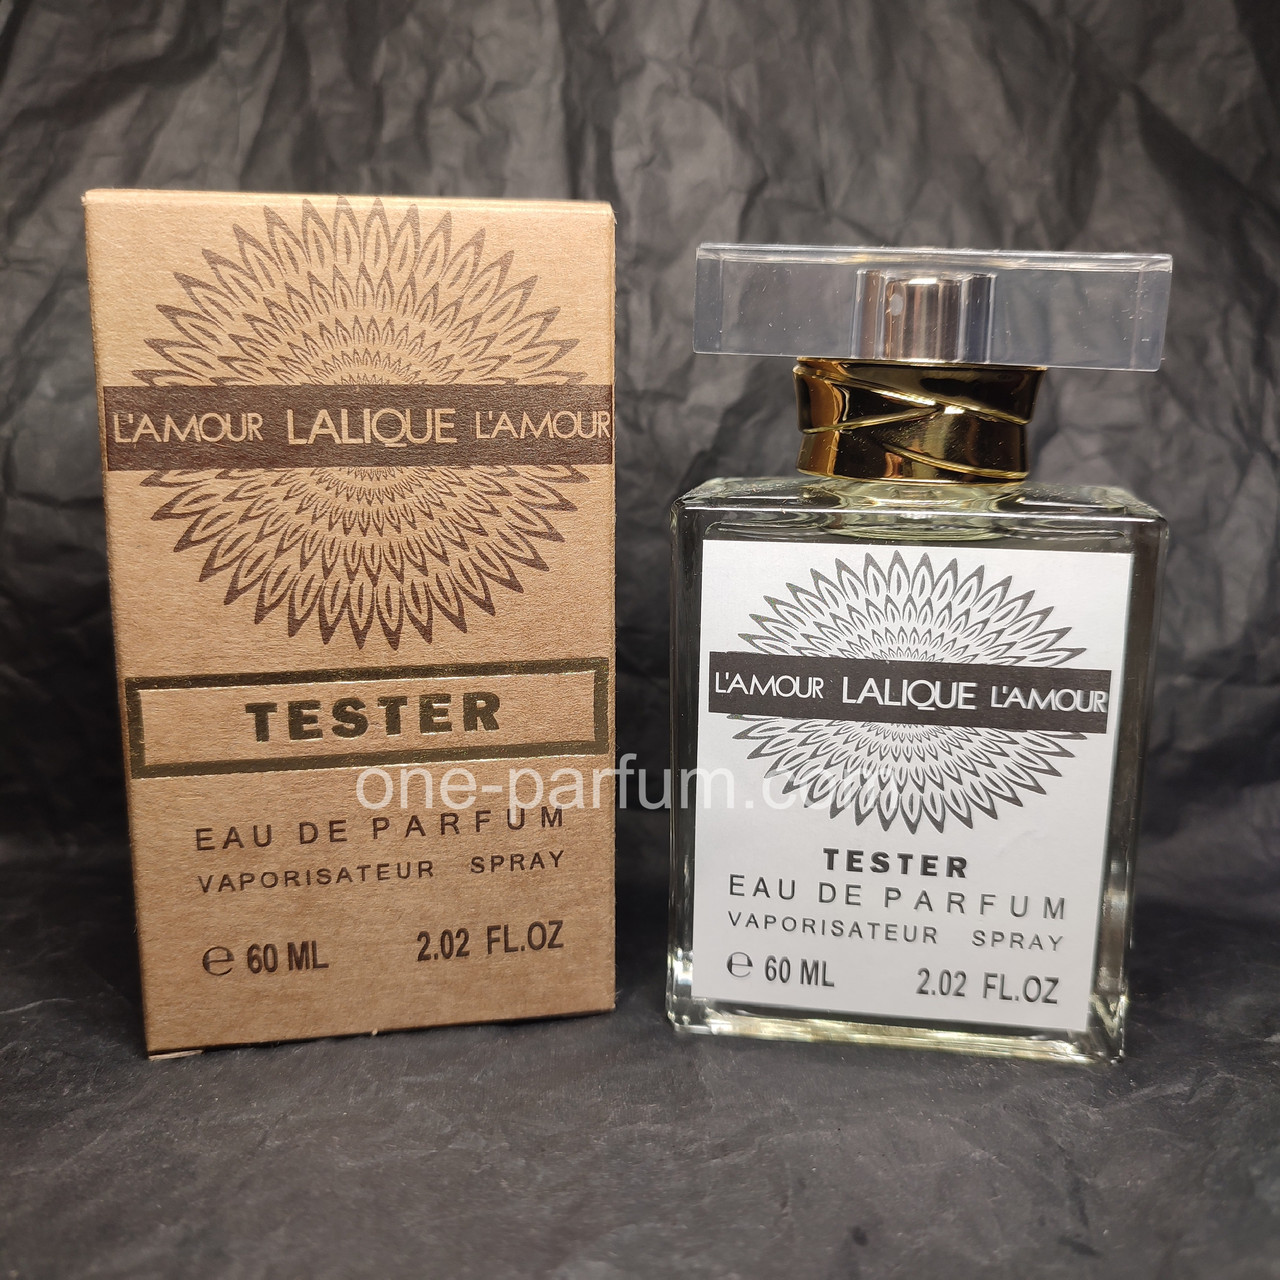 L'AMOUR LALIQUE L'AMOUR
TESTER
EAU DE PARFUM
VAPORISATEUR SPRAY
℮ 60 ML 2.02 FL.OZ
L'AMOUR LALIQUE L'AMOUR
TESTER
EAU DE PARFUM
VAPORISATEUR SPRAY
℮ 60 ML 2.02 FL.OZ
one-parfum.com